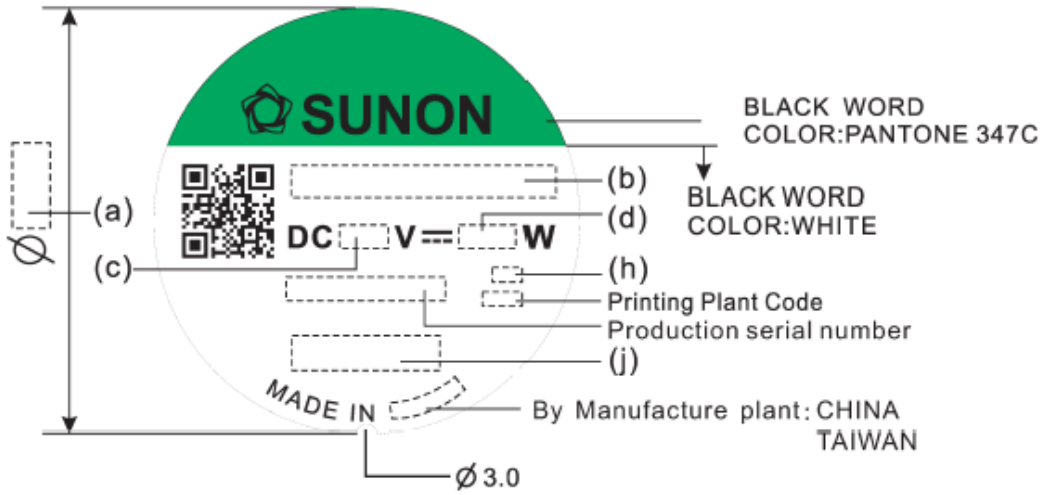 SUNON
BLACK WORD
COLOR:PANTONE 347C
BLACK WORD
COLOR:WHITE
(a)
(b)
(c)
DC V ⎓ W
(d)
(h)
Printing Plant Code
Production serial number
(j)
MADE IN
By Manufacture plant: CHINA
TAIWAN
Ø
Ø 3.0